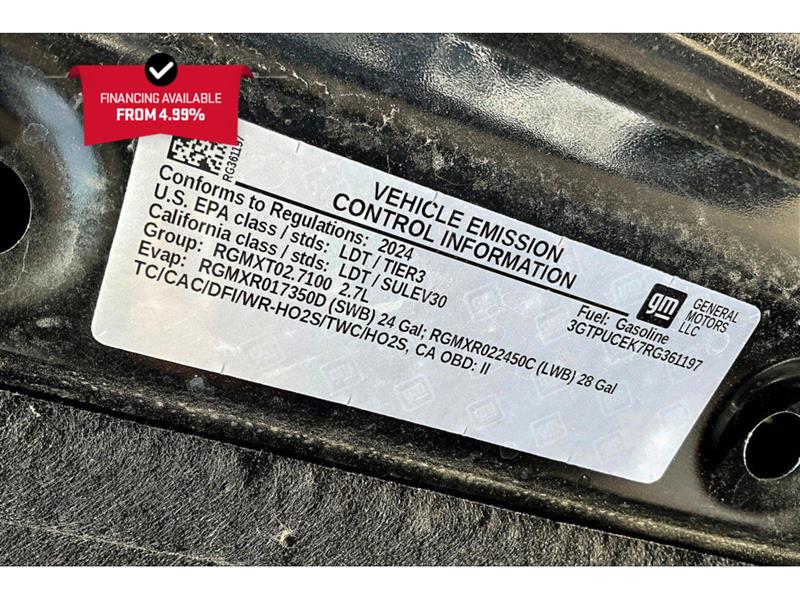 FINANCING AVAILABLE
FROM 4.99%
RG361197
VEHICLE EMISSION
CONTROL INFORMATION
Conforms to Regulations: 2024
U.S. EPA class / stds: LDT / TIER3
California class / stds: LDT / SULEV30
Group: RGMXT02.7100 2.7L
Evap: RGMXR017350D (SWB) 24 Gal; RGMXR022450C (LWB) 28 Gal
TC/CAC/DFI/WR-HO2S/TWC/HO2S, CA OBD: II
Fuel: Gasoline
3GTPUCEK7RG361197
gm
GENERAL
MOTORS
LLC